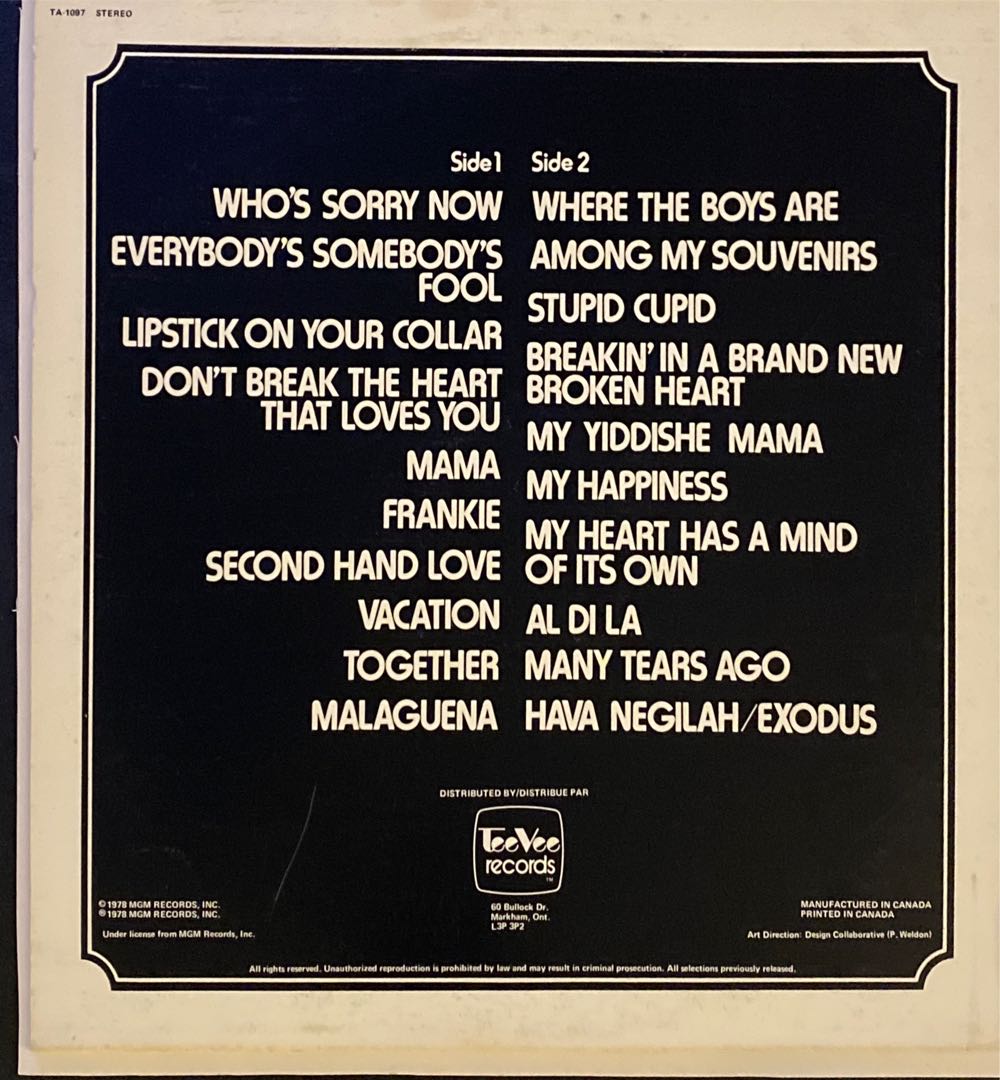 TA-1097 STEREO
Side 1
WHO'S SORRY NOW
EVERYBODY'S SOMEBODY'S
FOOL
LIPSTICK ON YOUR COLLAR
DON'T BREAK THE HEART
THAT LOVES YOU
MAMA
FRANKIE
SECOND HAND LOVE
VACATION
TOGETHER
MALAGUENA
Side 2
WHERE THE BOYS ARE
AMONG MY SOUVENIRS
STUPID CUPID
BREAKIN' IN A BRAND NEW
BROKEN HEART
MY YIDDISHE MAMA
MY HAPPINESS
MY HEART HAS A MIND
OF ITS OWN
AL DI LA
MANY TEARS AGO
HAVA NEGILAH/EXODUS
DISTRIBUTED BY/DISTRIBUE PAR
TeeVee
records
TM
60 Bullock Dr.
Markham, Ont.
L3P 3P2
© 1978 MGM RECORDS, INC.
℗ 1978 MGM RECORDS, INC.
Under license from MGM Records, Inc.
MANUFACTURED IN CANADA
PRINTED IN CANADA
Art Direction: Design Collaborative (P. Weldon)
All rights reserved. Unauthorized reproduction is prohibited by law and may result in criminal prosecution. All selections previously released.